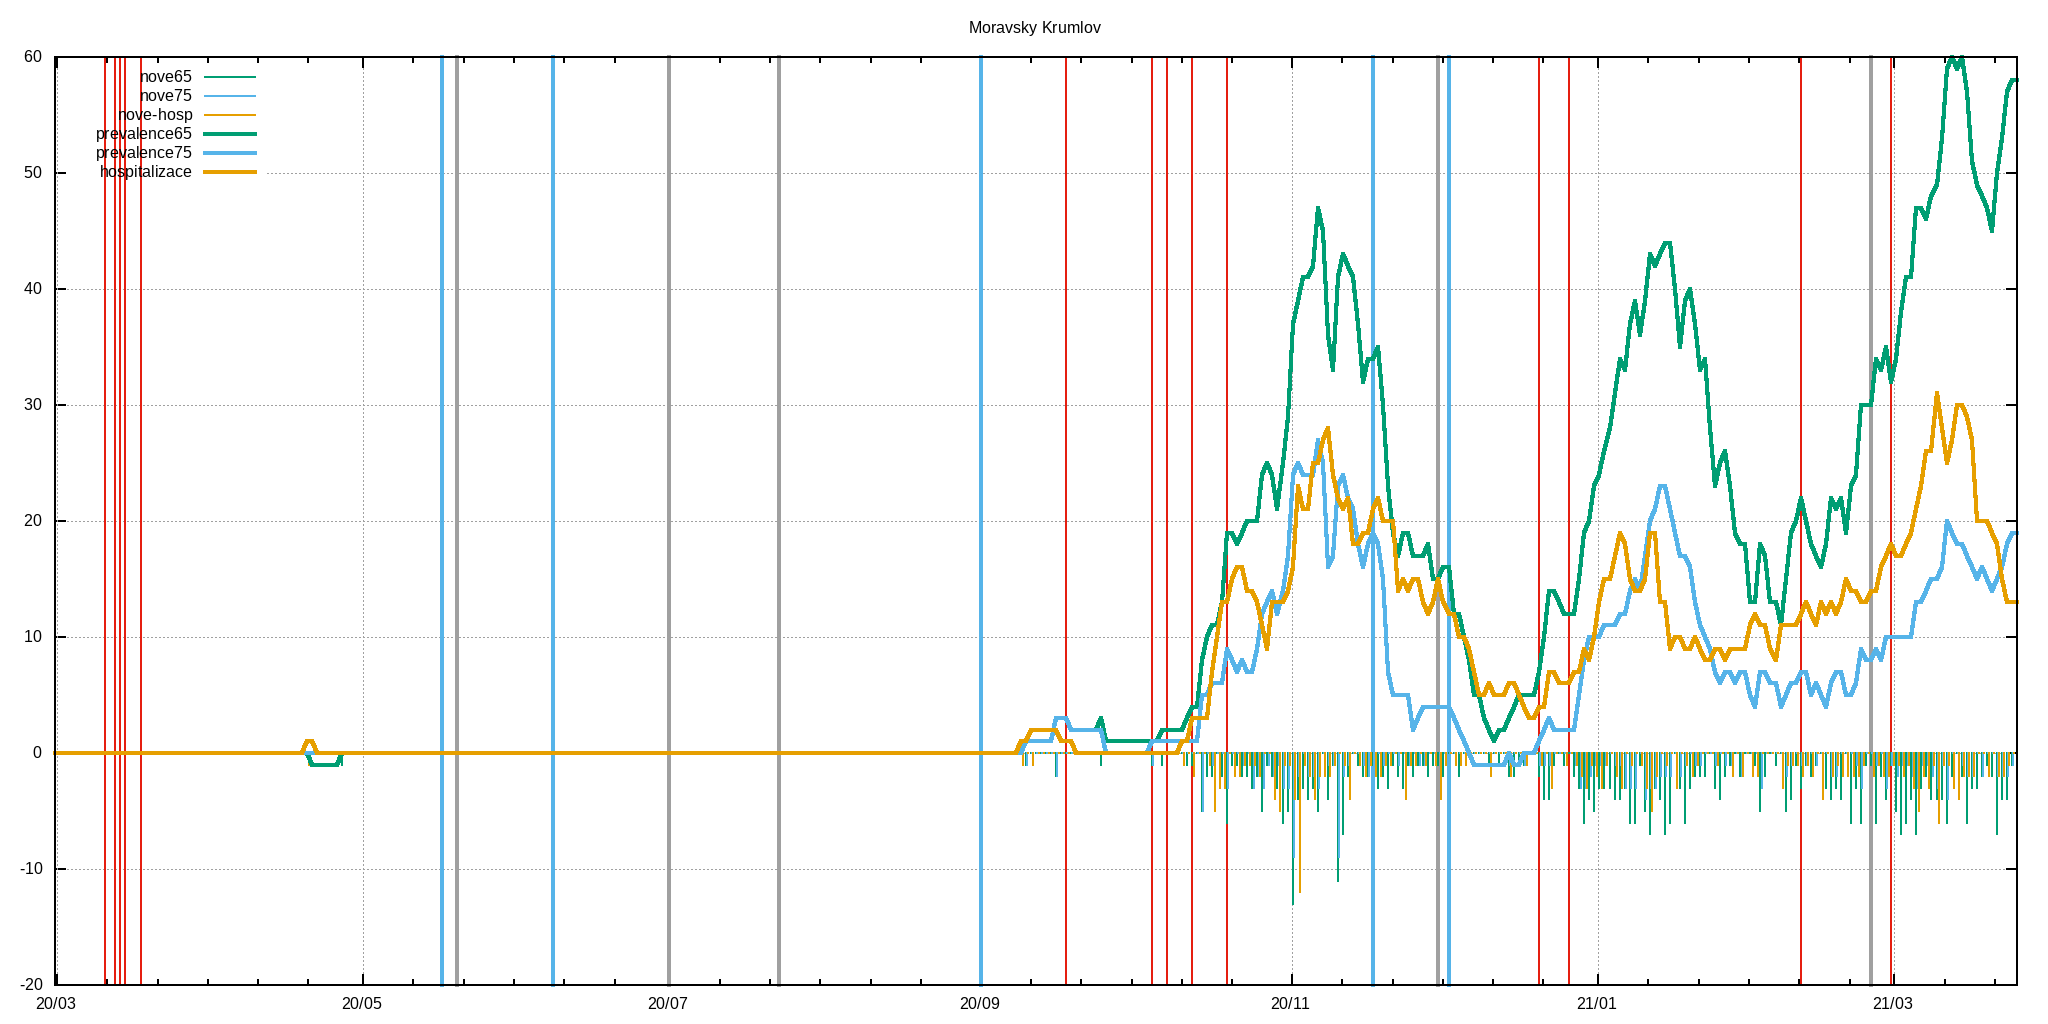 Moravsky Krumlov
60
50
40
30
20
10
0
-10
-20
nove65
nove75
nove-hosp
prevalence65
prevalence75
hospitalizace
20/03 20/05 20/07 20/09 20/11 21/01 21/03